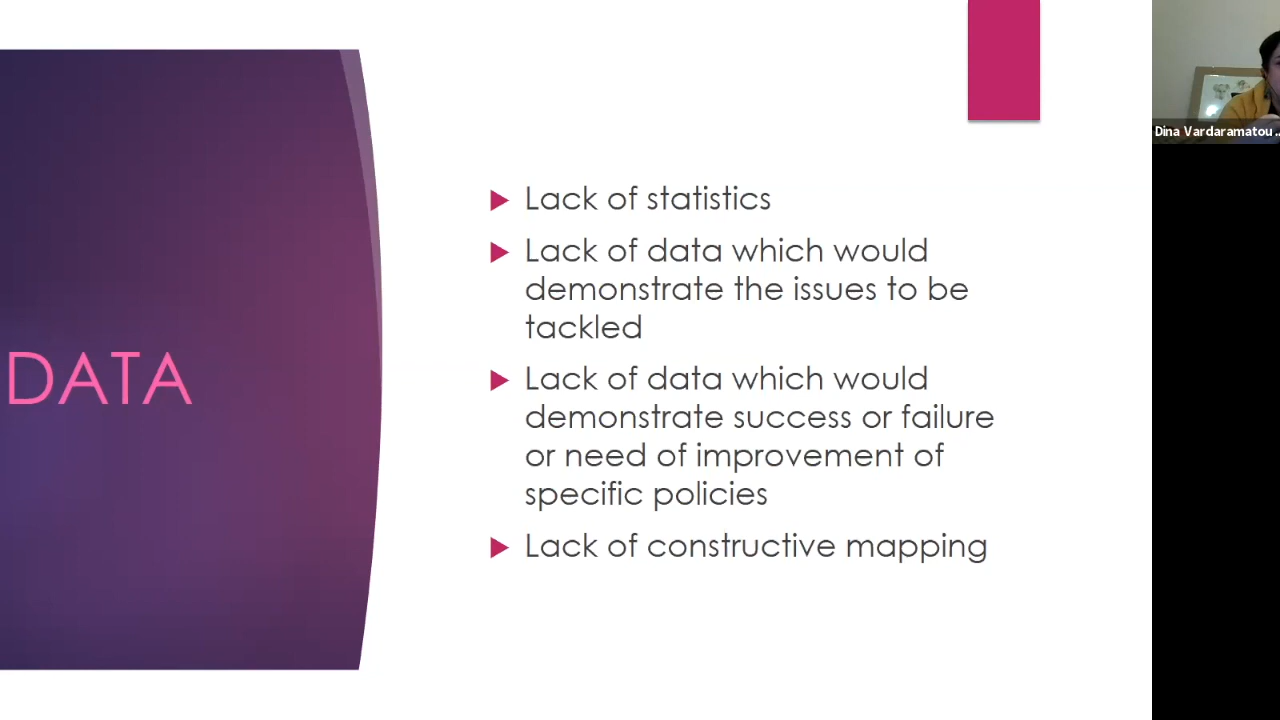 DATA
Lack of statistics
Lack of data which would
demonstrate the issues to be
tackled
Lack of data which would
demonstrate success or failure
or need of improvement of
specific policies
Lack of constructive mapping
Dina Vardaramatou...